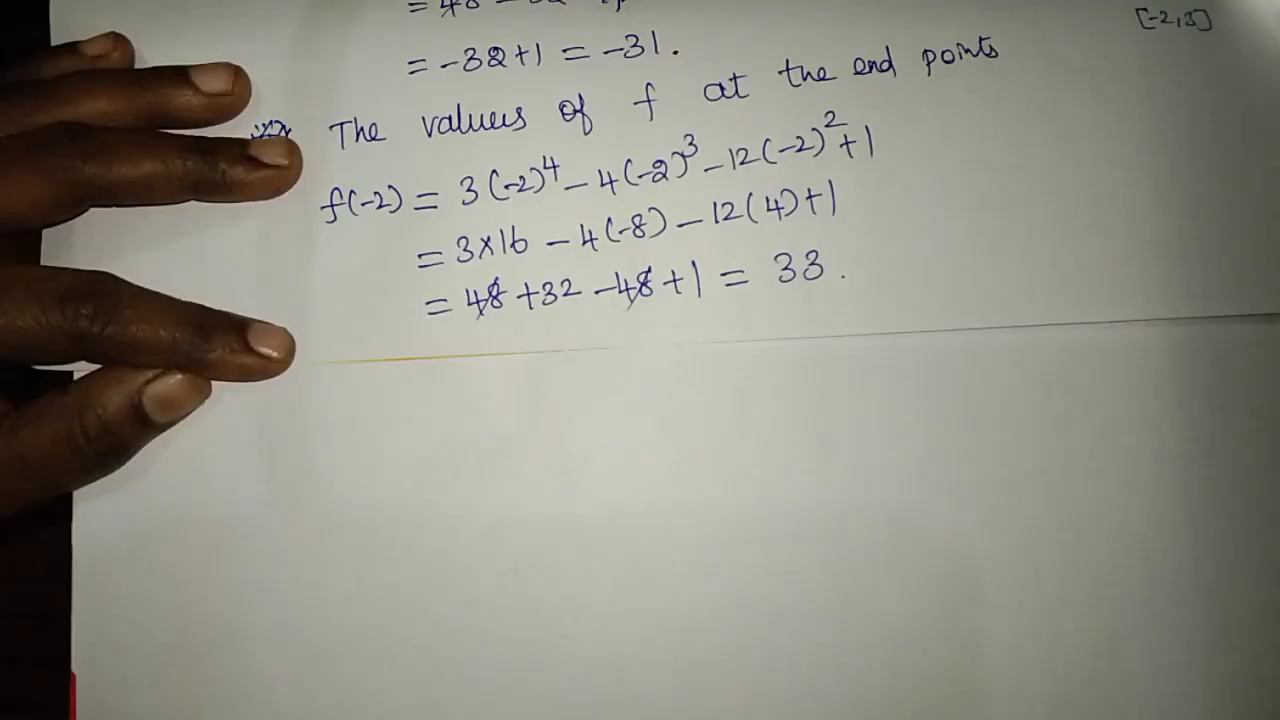 [-2,3]
= -32+1 = -31.
The values of f at the end points
f(-2) = 3(-2)⁴ - 4(-2)³ - 12(-2)² + 1
= 3×16 - 4(-8) - 12(4) + 1
= 48 + 32 - 48 + 1 = 33.